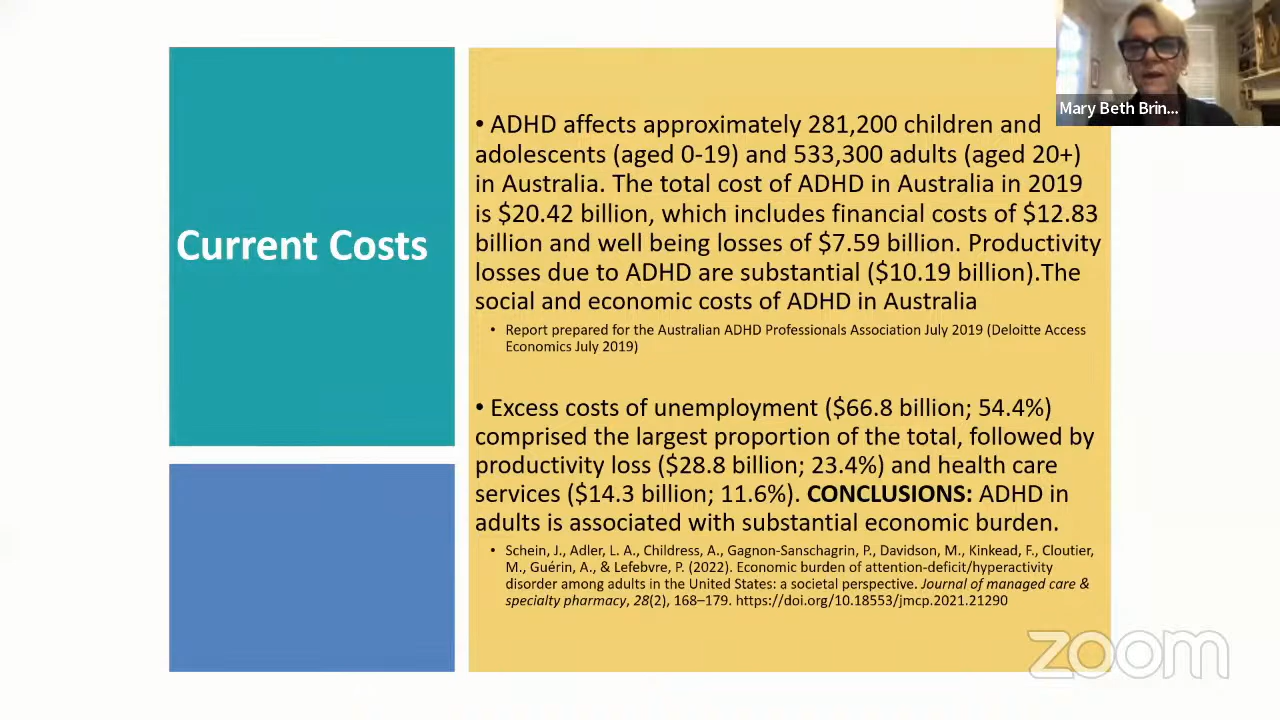 Mary Beth Brin...
Current Costs
• ADHD affects approximately 281,200 children and
adolescents (aged 0-19) and 533,300 adults (aged 20+)
in Australia. The total cost of ADHD in Australia in 2019
is $20.42 billion, which includes financial costs of $12.83
billion and well being losses of $7.59 billion. Productivity
losses due to ADHD are substantial ($10.19 billion).The
social and economic costs of ADHD in Australia
• Report prepared for the Australian ADHD Professionals Association July 2019 (Deloitte Access
Economics July 2019)
• Excess costs of unemployment ($66.8 billion; 54.4%)
comprised the largest proportion of the total, followed by
productivity loss ($28.8 billion; 23.4%) and health care
services ($14.3 billion; 11.6%). CONCLUSIONS: ADHD in
adults is associated with substantial economic burden.
• Schein, J., Adler, L. A., Childress, A., Gagnon-Sanschagrin, P., Davidson, M., Kinkead, F., Cloutier,
M., Guérin, A., & Lefebvre, P. (2022). Economic burden of attention-deficit/hyperactivity
disorder among adults in the United States: a societal perspective. Journal of managed care &
specialty pharmacy, 28(2), 168–179. https://doi.org/10.18553/jmcp.2021.21290
zoom